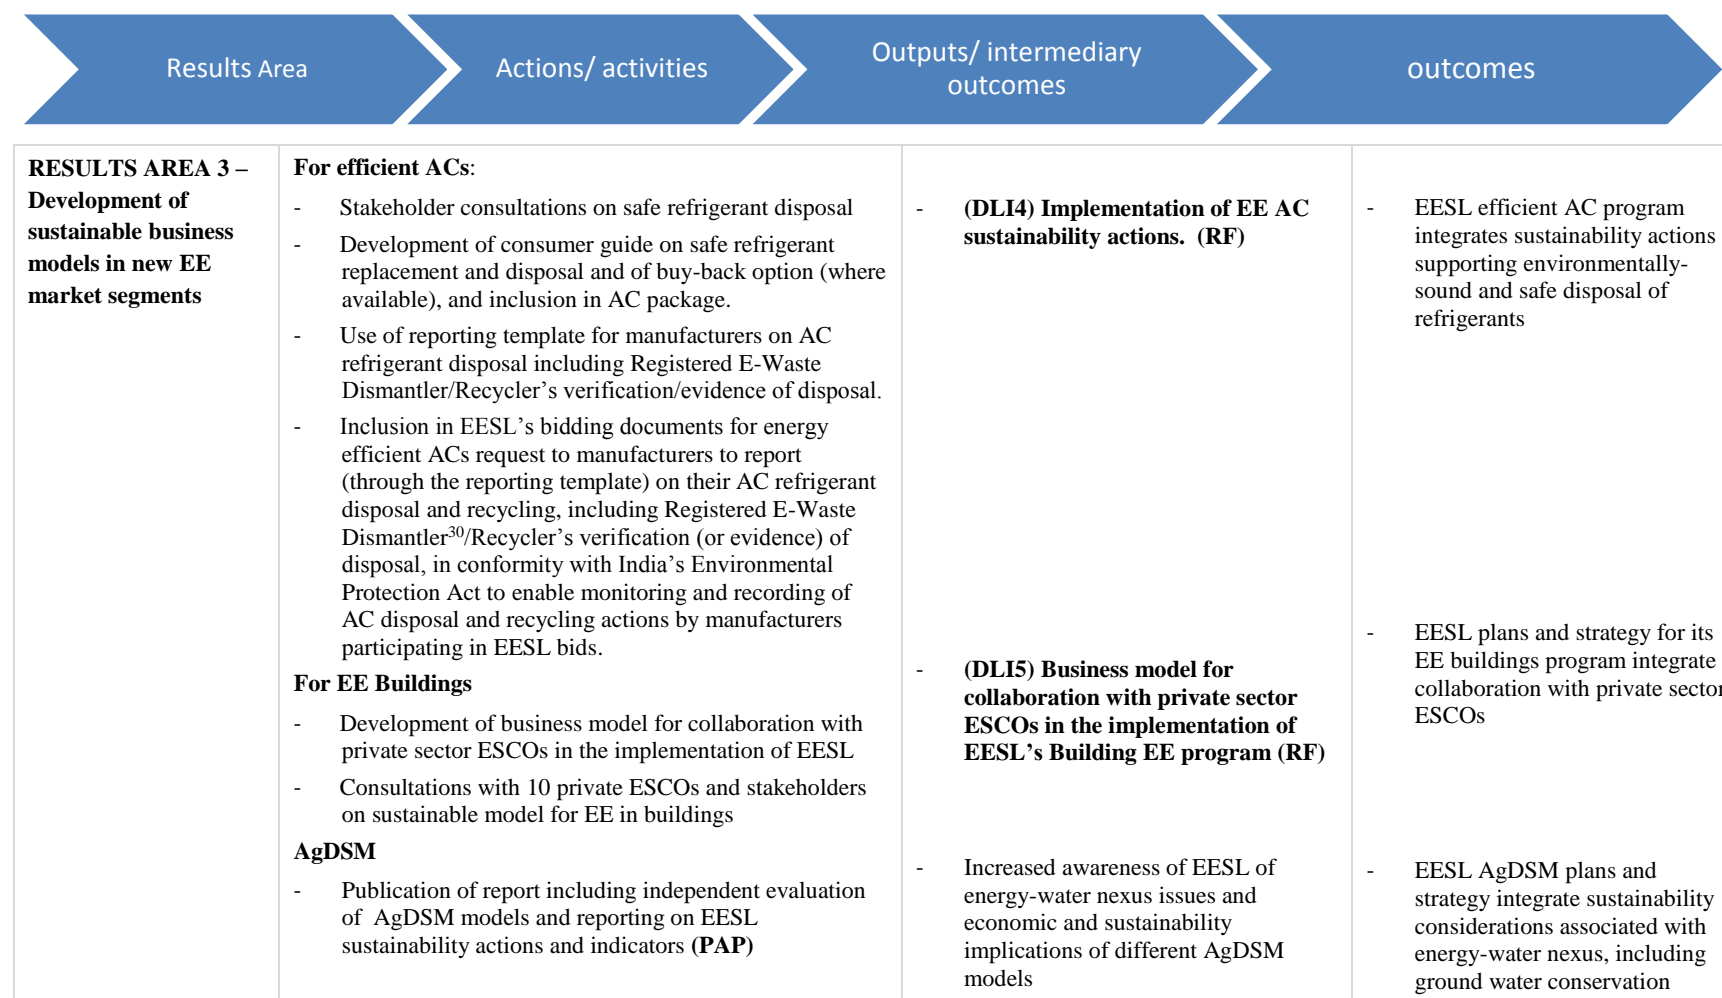 Results Area
Actions/ activities
Outputs/ intermediary
outcomes
outcomes
RESULTS AREA 3 –
Development of
sustainable business
models in new EE
market segments
For efficient ACs:
- Stakeholder consultations on safe refrigerant disposal
- Development of consumer guide on safe refrigerant
replacement and disposal and of buy-back option (where
available), and inclusion in AC package.
- Use of reporting template for manufacturers on AC
refrigerant disposal including Registered E-Waste
Dismantler/Recycler’s verification/evidence of disposal.
- Inclusion in EESL’s bidding documents for energy
efficient ACs request to manufacturers to report
(through the reporting template) on their AC refrigerant
disposal and recycling, including Registered E-Waste
Dismantler30/Recycler’s verification (or evidence) of
disposal, in conformity with India’s Environmental
Protection Act to enable monitoring and recording of
AC disposal and recycling actions by manufacturers
participating in EESL bids.
For EE Buildings
- Development of business model for collaboration with
private sector ESCOs in the implementation of EESL
- Consultations with 10 private ESCOs and stakeholders
on sustainable model for EE in buildings
AgDSM
- Publication of report including independent evaluation
of AgDSM models and reporting on EESL
sustainability actions and indicators (PAP)
- (DLI4) Implementation of EE AC
sustainability actions. (RF)
- (DLI5) Business model for
collaboration with private sector
ESCOs in the implementation of
EESL’s Building EE program (RF)
- Increased awareness of EESL of
energy-water nexus issues and
economic and sustainability
implications of different AgDSM
models
- EESL efficient AC program
integrates sustainability actions
supporting environmentally-
sound and safe disposal of
refrigerants
- EESL plans and strategy for its
EE buildings program integrate
collaboration with private sector
ESCOs
- EESL AgDSM plans and
strategy integrate sustainability
considerations associated with
energy-water nexus, including
ground water conservation